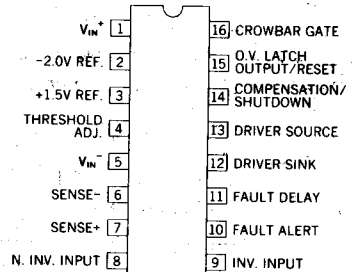 V_IN+ 1
16 CROWBAR GATE
-2.0V REF. 2
15 O.V. LATCH
OUTPUT/RESET
+1.5V REF. 3
14 COMPENSATION/
SHUTDOWN
THRESHOLD
ADJ. 4
13 DRIVER SOURCE
V_IN- 5
12 DRIVER SINK
SENSE- 6
11 FAULT DELAY
SENSE+ 7
10 FAULT ALERT
N. INV. INPUT 8
9 INV. INPUT